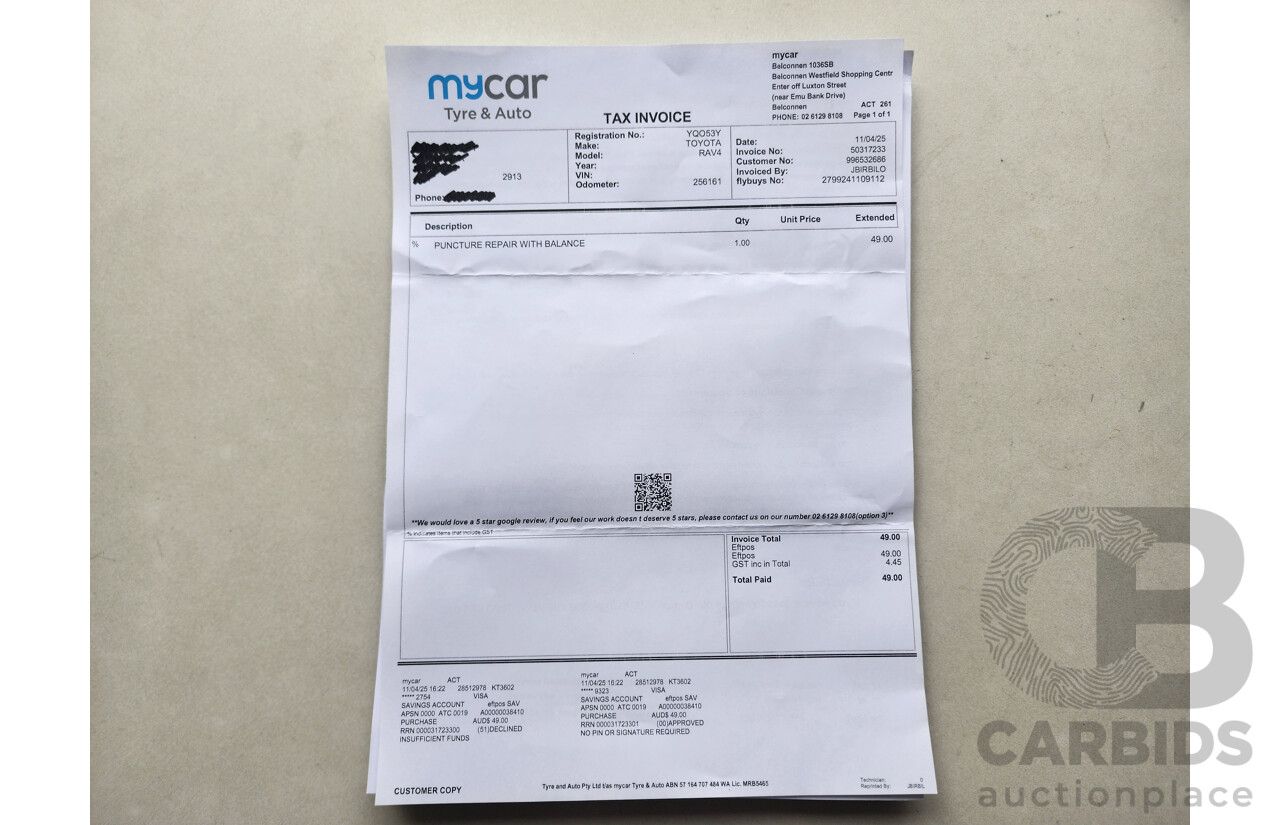 mycar
Tyre & Auto
TAX INVOICE
mycar
Belconnen 1036SB
Belconnen Westfield Shopping Centr
Enter off Luxton Street
(near Emu Bank Drive)
Belconnen ACT 261
PHONE: 02 6129 8108 Page 1 of 1
2913
Phone:
Registration No.: YQO53Y
Make: TOYOTA
Model: RAV4
Year:
VIN:
Odometer: 256161
Date: 11/04/25
Invoice No: 50317233
Customer No: 996532686
Invoiced By: JBIRBILO
flybuys No: 2799241109112
Description Qty Unit Price Extended
% PUNCTURE REPAIR WITH BALANCE 1.00 49.00
**We would love a 5 star google review, if you feel our work doesn t deserve 5 stars, please contact us on our number 02 6129 8108(option 3)**
% indicates items that include GST
Invoice Total 49.00
Eftpos
Eftpos 49.00
GST inc in Total 4.45
Total Paid 49.00
mycar ACT
11/04/25 16:22 28512978 KT3602
***** 2754 VISA
SAVINGS ACCOUNT eftpos SAV
APSN 0000 ATC 0019 A00000038410
PURCHASE AUD$ 49.00
RRN 000031723300 (51)DECLINED
INSUFFICIENT FUNDS
mycar ACT
11/04/25 16:22 28512978 KT3602
***** 9323 VISA
SAVINGS ACCOUNT eftpos SAV
APSN 0000 ATC 0019 A00000038410
PURCHASE AUD$ 49.00
RRN 000031723301 (00)APPROVED
NO PIN OR SIGNATURE REQUIRED
CUSTOMER COPY
Tyre and Auto Pty Ltd t/as mycar Tyre & Auto ABN 57 164 707 484 WA Lic. MRB5465
Technician: 0
Reprinted By: JBIRBIL
CB
CARBIDS
auctionplace